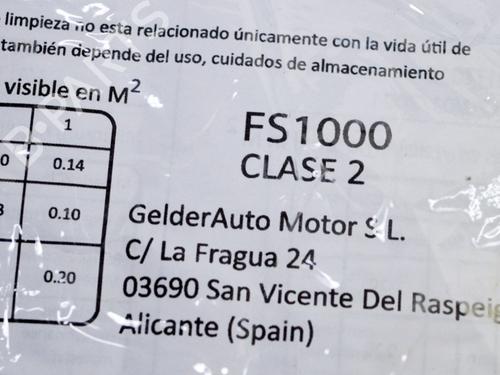 limpieza no esta relacionado únicamente con la vida útil de
también depende del uso, cuidados de almacenamiento
visible en M²
1
0 0.14
0.10
0.20
FS1000
CLASE 2
GelderAuto Motor S.L.
C/ La Fragua 24
03690 San Vicente Del Raspeig
Alicante (Spain)
B-PARTS